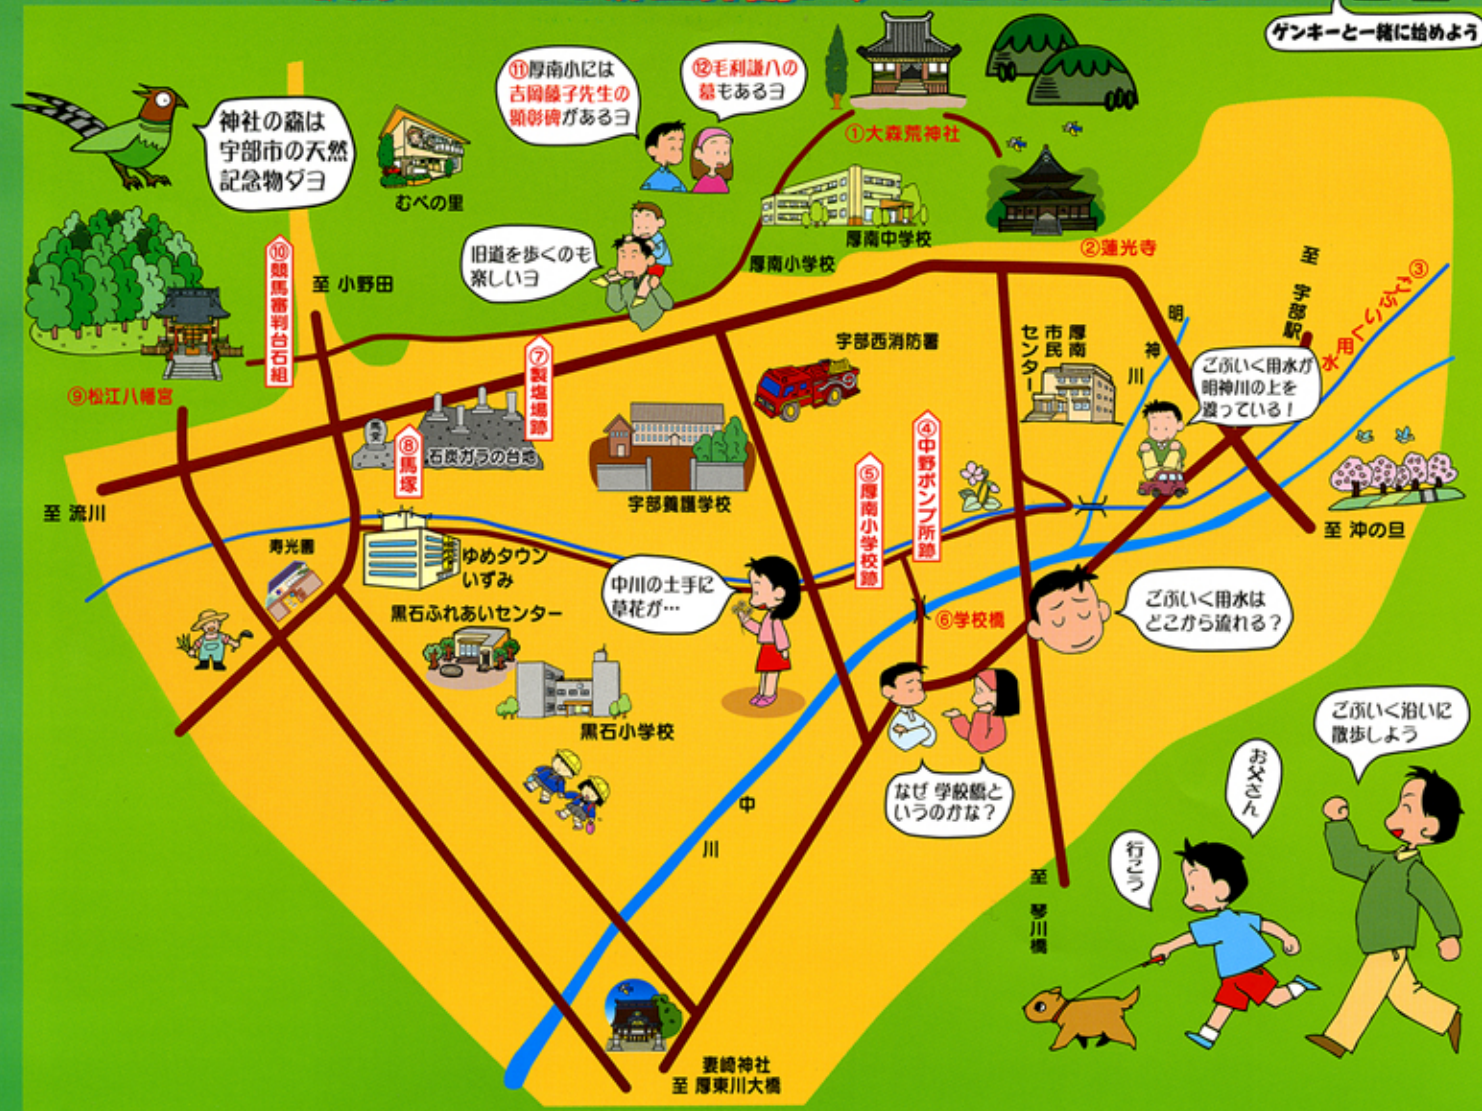 ゲンキーと一緒に始めよう
神社の森は
宇部市の天然
記念物ダヨ
むべの里
⑪厚南小には
吉岡藤子先生の
顕彰碑があるヨ
⑫毛利謙八の
墓もあるヨ
①大森荒神社
厚南中学校
厚南小学校
②蓮光寺
旧道を歩くのも
楽しいヨ
⑩競馬審判台石組
至 小野田
⑨松江八幡宮
至 宇部駅
③ごぶいく用水
明神川
ごぶいく用水が
明神川の上を
渡っている!
宇部西消防署
厚南
市民
センター
⑦製塩場跡
⑧馬塚
石炭ガラの台地
宇部養護学校
④中野ポンプ所跡
⑤厚南小学校跡
至 流川
至 沖の旦
寿光園
ゆめタウン
いずみ
中川の土手に
草花が…
黒石ふれあいセンター
⑥学校橋
ごぶいく用水は
どこから流れる?
黒石小学校
なぜ 学校橋と
いうのかな?
中川
ごぶいく沿いに
散歩しよう
お父さん
行こう
至 琴川橋
妻崎神社
至 厚東川大橋